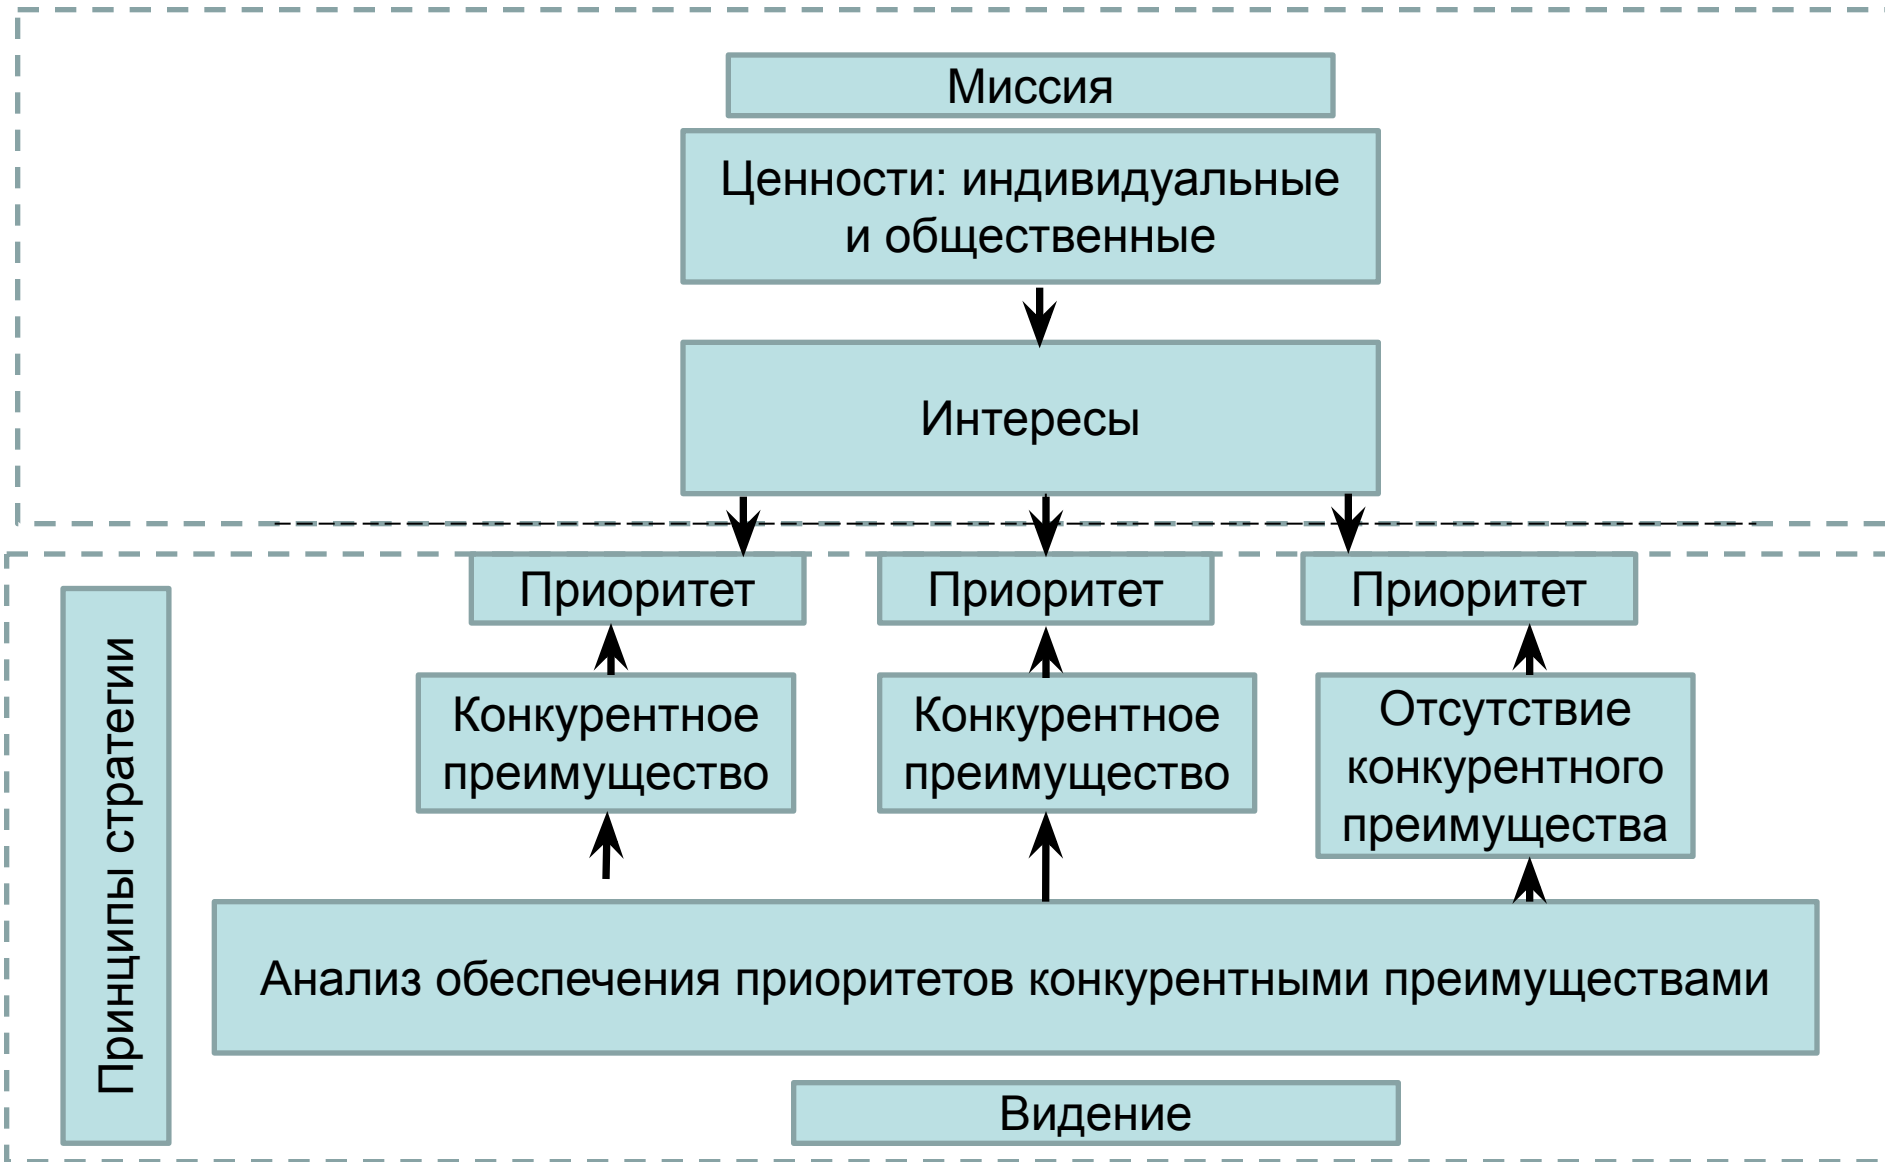 Миссия
Ценности: индивидуальные
и общественные
Интересы
Приоритет
Приоритет
Приоритет
Принципы стратегии
Конкурентное
преимущество
Конкурентное
преимущество
Отсутствие
конкурентного
преимущества
Анализ обеспечения приоритетов конкурентными преимуществами
Видение